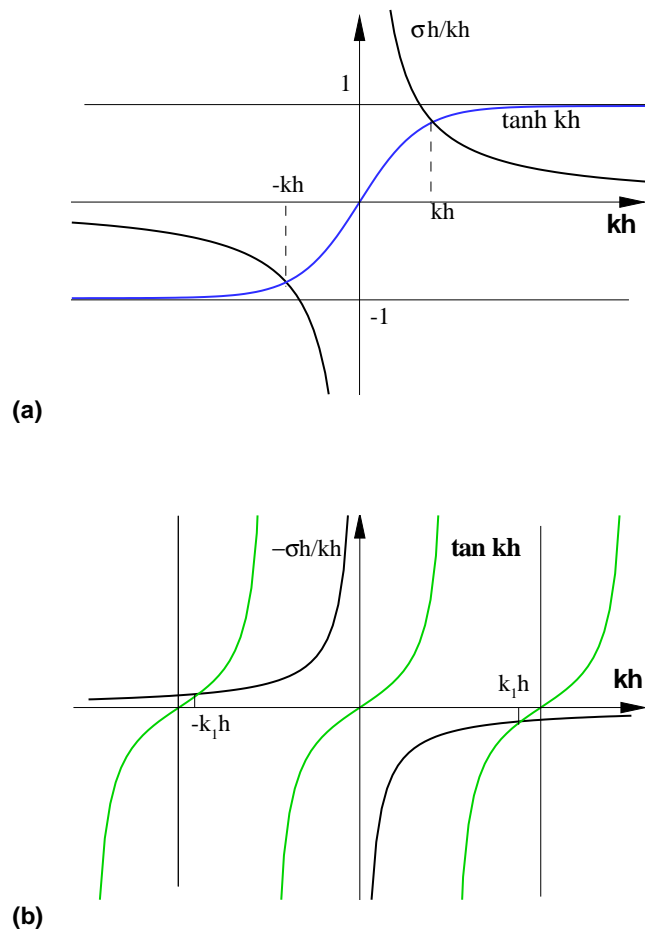 σh/kh
1
tanh kh
-kh
kh
kh
-1
(a)
−σh/kh
tan kh
k₁h
kh
-k₁h
(b)